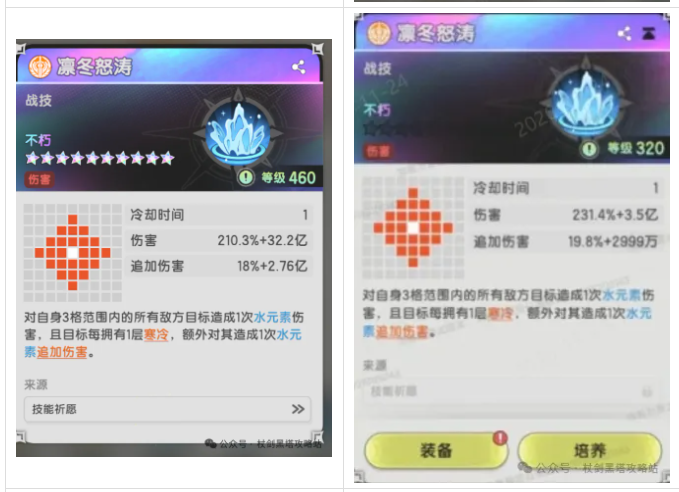 凛冬怒涛
战技
不朽
伤害
等级 460
冷却时间 1
伤害 210.3%+32.2亿
追加伤害 18%+2.76亿
对自身3格范围内的所有敌方目标造成1次水元素伤
害，且目标每拥有1层寒冷，额外对其造成1次水元
素追加伤害。
来源
技能祈愿
公众号·杖剑黑塔攻略站
凛冬怒涛
战技
不朽
伤害
等级 320
冷却时间 1
伤害 231.4%+3.5亿
追加伤害 19.8%+2999万
对自身3格范围内的所有敌方目标造成1次水元素伤
害，且目标每拥有1层寒冷，额外对其造成1次水元
素追加伤害。
来源
技能祈愿
装备
培养
公众号·杖剑黑塔攻略站